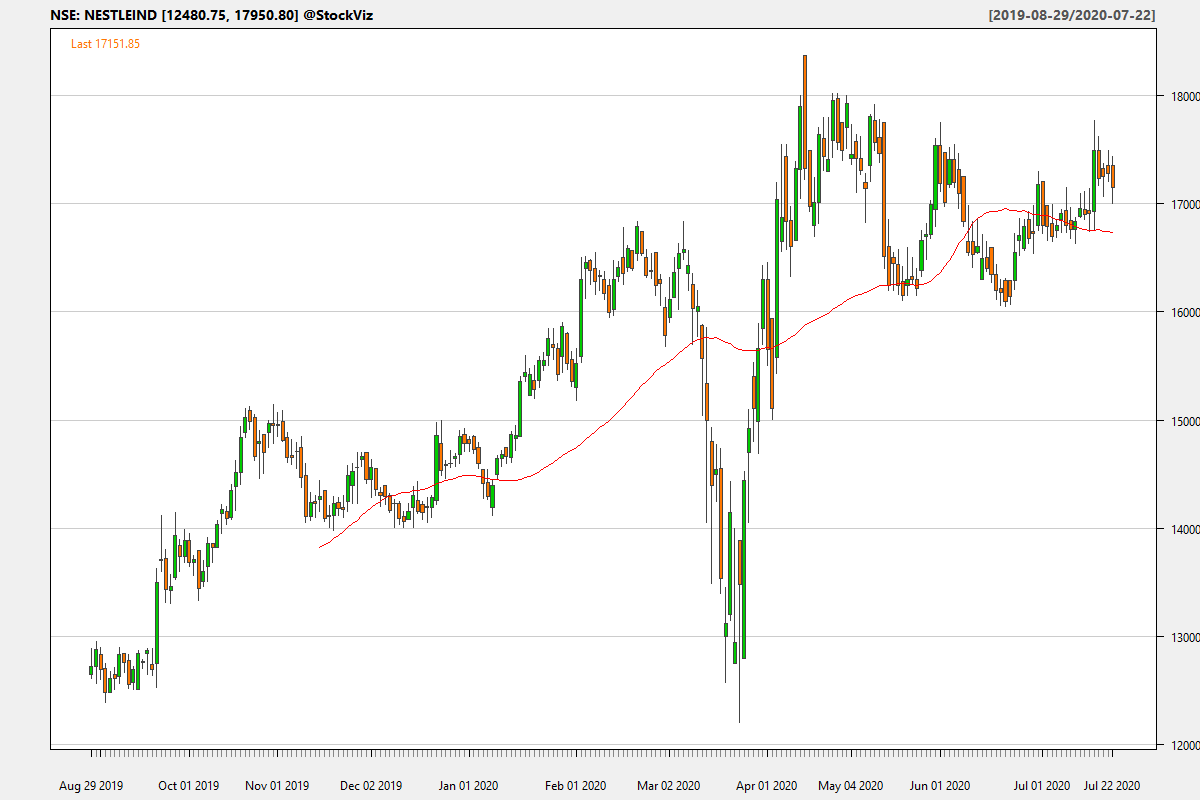 NSE: NESTLEIND [12480.75, 17950.80] @StockViz
[2019-08-29/2020-07-22]
Last 17151.85
18000
17000
16000
15000
14000
13000
12000
Aug 29 2019
Oct 01 2019
Nov 01 2019
Dec 02 2019
Jan 01 2020
Feb 01 2020
Mar 02 2020
Apr 01 2020
May 04 2020
Jun 01 2020
Jul 01 2020
Jul 22 2020